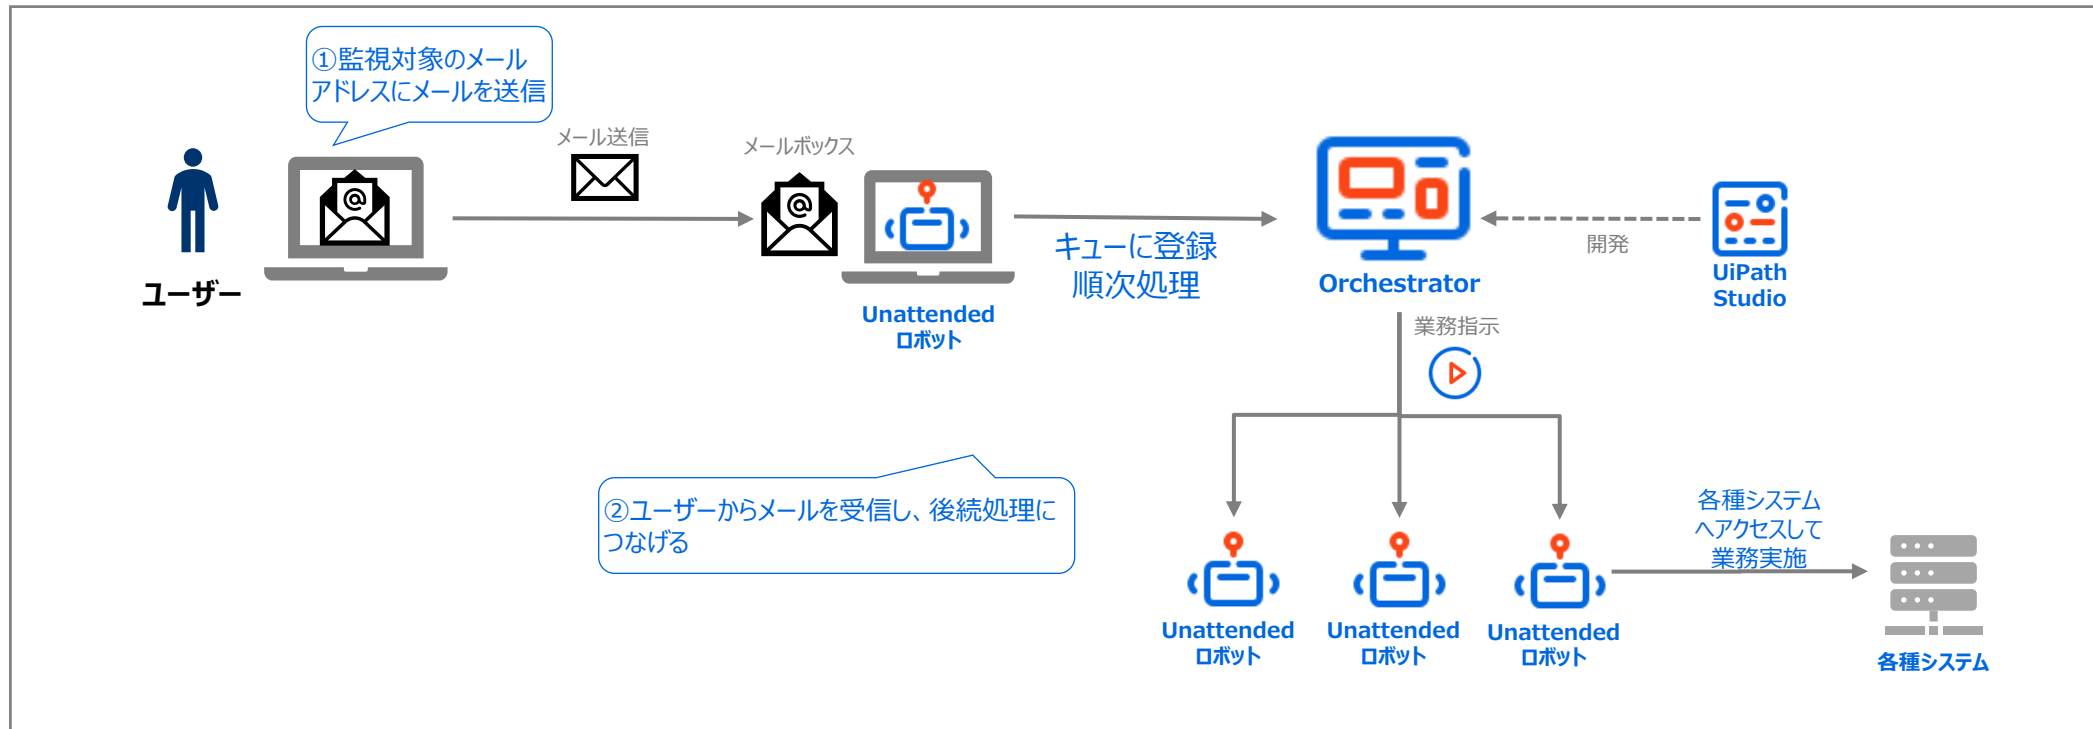 ①監視対象のメール
アドレスにメールを送信
メール送信
メールボックス
ユーザー
Unattended
ロボット
キューに登録
順次処理
Orchestrator
開発
UiPath
Studio
業務指示
②ユーザーからメールを受信し、後続処理に
つなげる
Unattended
ロボット
Unattended
ロボット
Unattended
ロボット
各種システム
へアクセスして
業務実施
各種システム